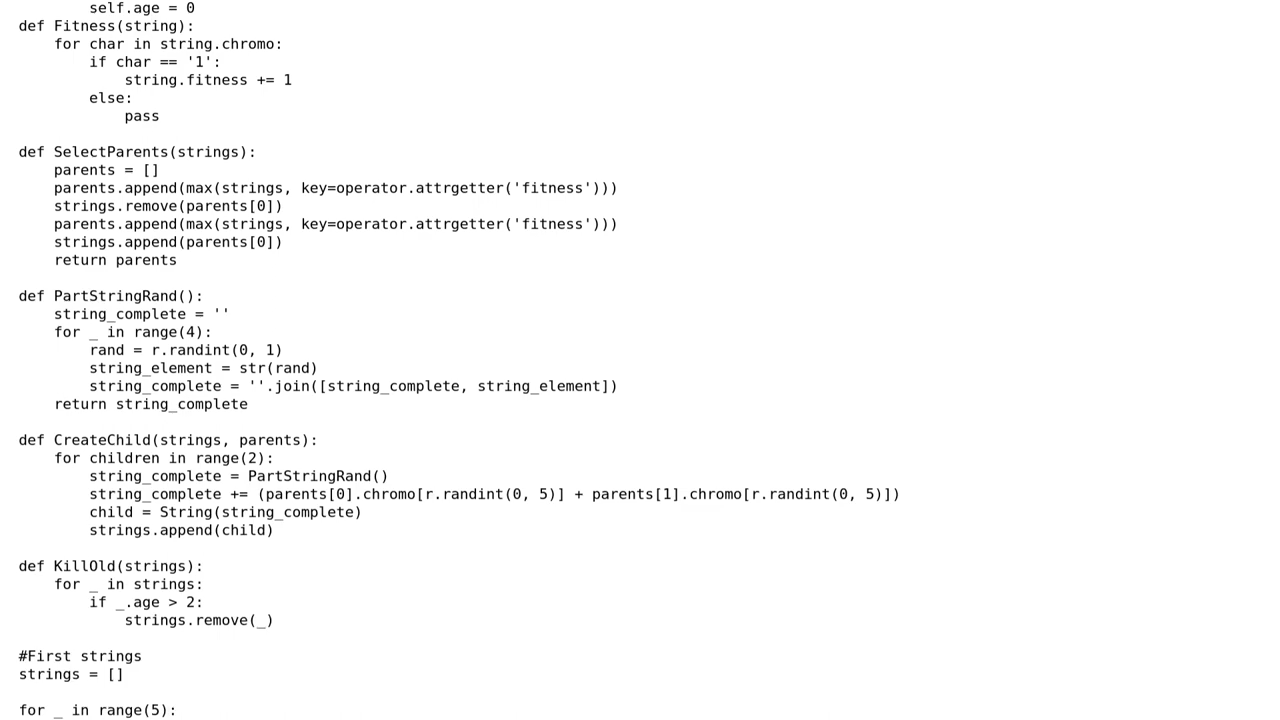 self.age = 0
def Fitness(string):
    for char in string.chromo:
        if char == '1':
            string.fitness += 1
        else:
            pass

def SelectParents(strings):
    parents = []
    parents.append(max(strings, key=operator.attrgetter('fitness')))
    strings.remove(parents[0])
    parents.append(max(strings, key=operator.attrgetter('fitness')))
    strings.append(parents[0])
    return parents

def PartStringRand():
    string_complete = ''
    for _ in range(4):
        rand = r.randint(0, 1)
        string_element = str(rand)
        string_complete = ''.join([string_complete, string_element])
    return string_complete

def CreateChild(strings, parents):
    for children in range(2):
        string_complete = PartStringRand()
        string_complete += (parents[0].chromo[r.randint(0, 5)] + parents[1].chromo[r.randint(0, 5)])
        child = String(string_complete)
        strings.append(child)

def KillOld(strings):
    for _ in strings:
        if _.age > 2:
            strings.remove(_)

#First strings
strings = []

for _ in range(5):